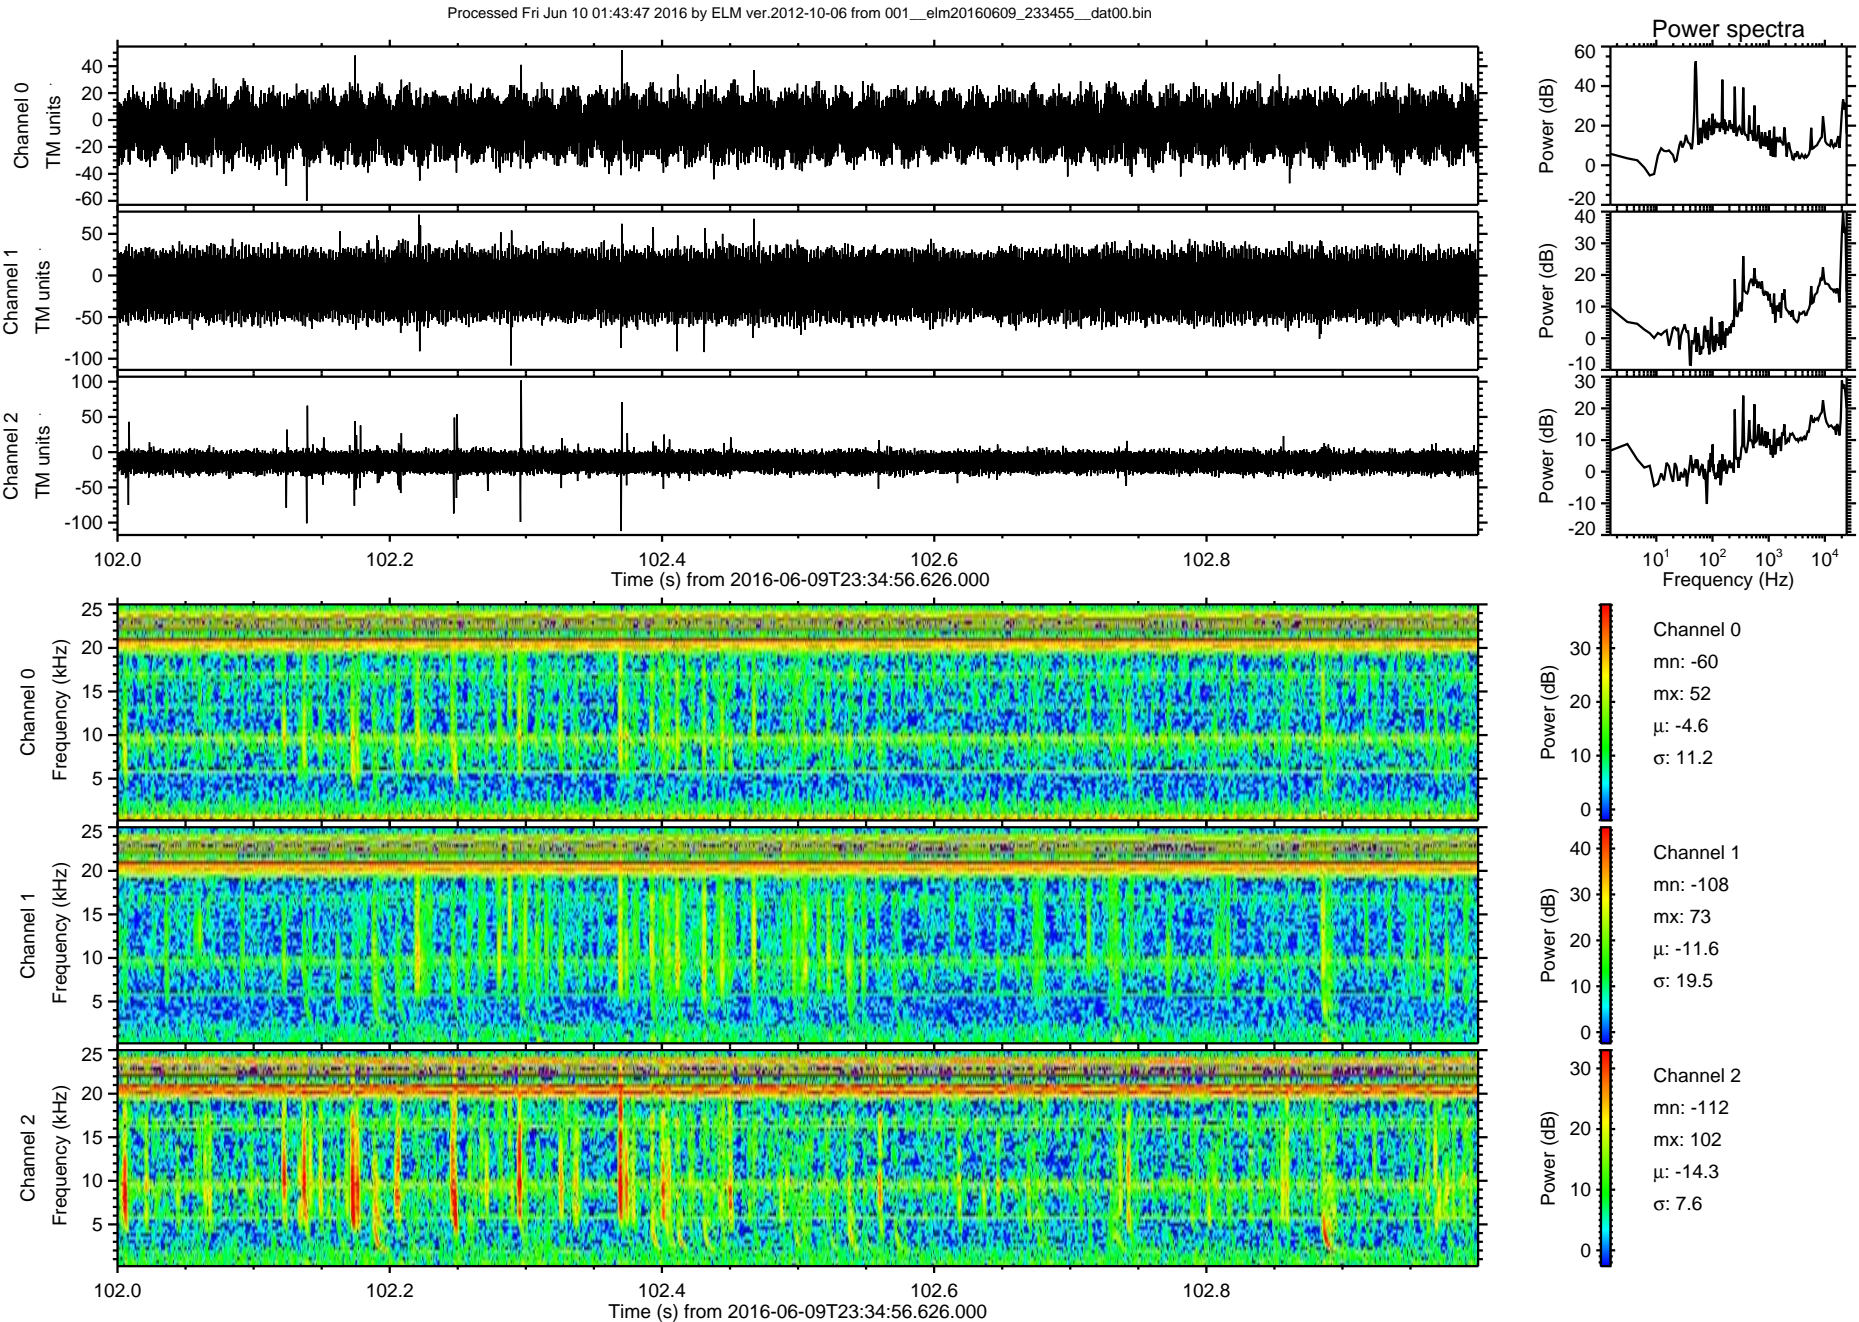 Processed Fri Jun 10 01:43:47 2016 by ELM ver.2012-10-06 from 001__elm20160609_233455__dat00.bin
Power spectra
Channel 0
TM units
40
20
0
-20
-40
-60
Power (dB)
60
40
20
0
-20
Channel 1
TM units
50
0
-50
-100
Power (dB)
40
30
20
10
0
-10
Channel 2
TM units
100
50
0
-50
-100
Power (dB)
30
20
10
0
-10
-20
102.0 102.2 102.4 102.6 102.8
Time (s) from 2016-06-09T23:34:56.626.000
10¹ 10² 10³ 10⁴
Frequency (Hz)
Channel 0
Frequency (kHz)
25
20
15
10
5
Power (dB)
30
20
10
0
Channel 0
mn: -60
mx: 52
μ: -4.6
σ: 11.2
Channel 1
Frequency (kHz)
25
20
15
10
5
Power (dB)
40
30
20
10
0
Channel 1
mn: -108
mx: 73
μ: -11.6
σ: 19.5
Channel 2
Frequency (kHz)
25
20
15
10
5
Power (dB)
30
20
10
0
Channel 2
mn: -112
mx: 102
μ: -14.3
σ: 7.6
102.0 102.2 102.4 102.6 102.8
Time (s) from 2016-06-09T23:34:56.626.000